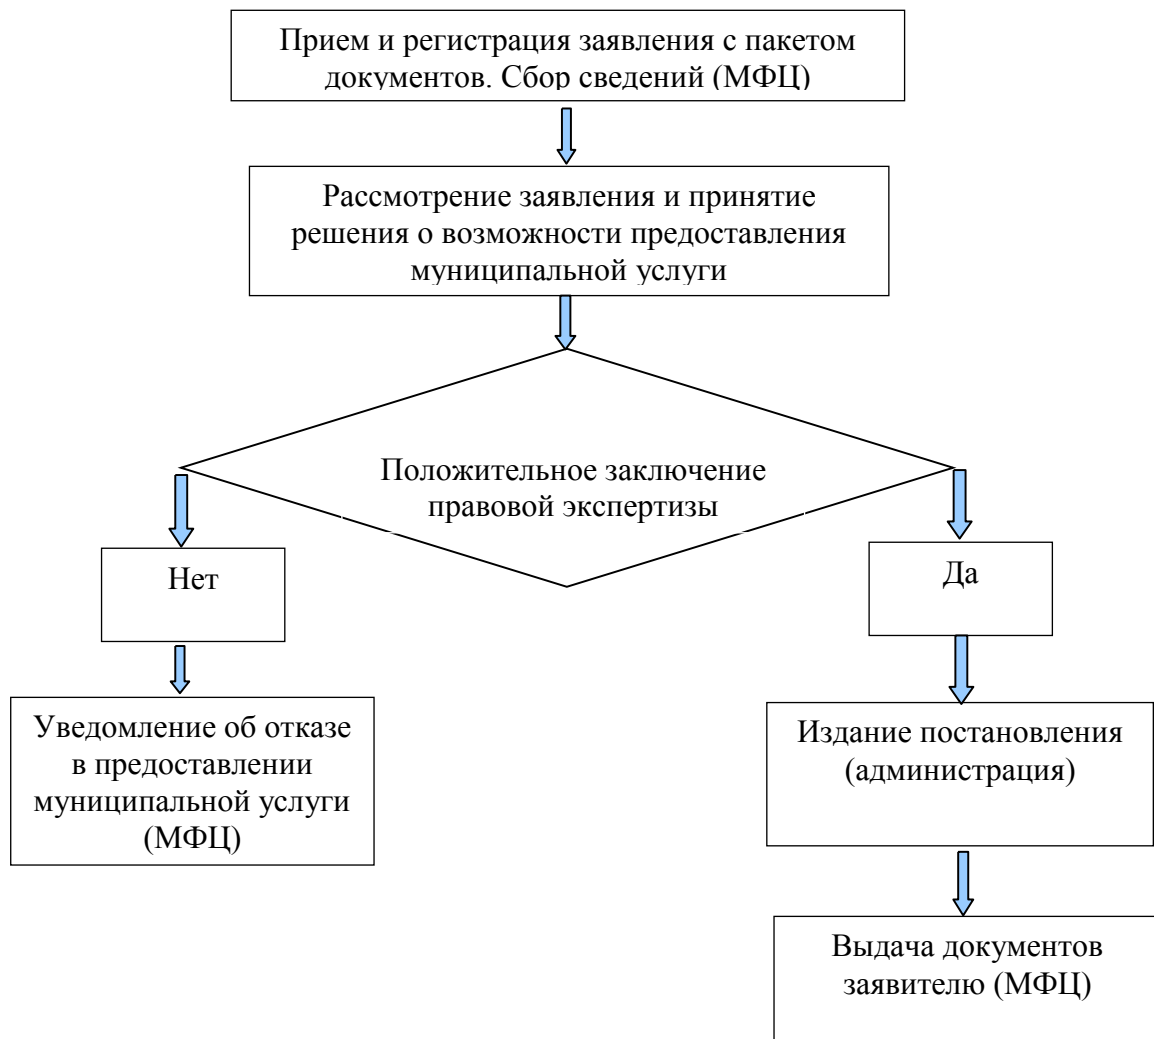 Прием и регистрация заявления с пакетом
документов. Сбор сведений (МФЦ)
Рассмотрение заявления и принятие
решения о возможности предоставления
муниципальной услуги
Положительное заключение
правовой экспертизы
Нет
Да
Уведомление об отказе
в предоставлении
муниципальной услуги
(МФЦ)
Издание постановления
(администрация)
Выдача документов
заявителю (МФЦ)